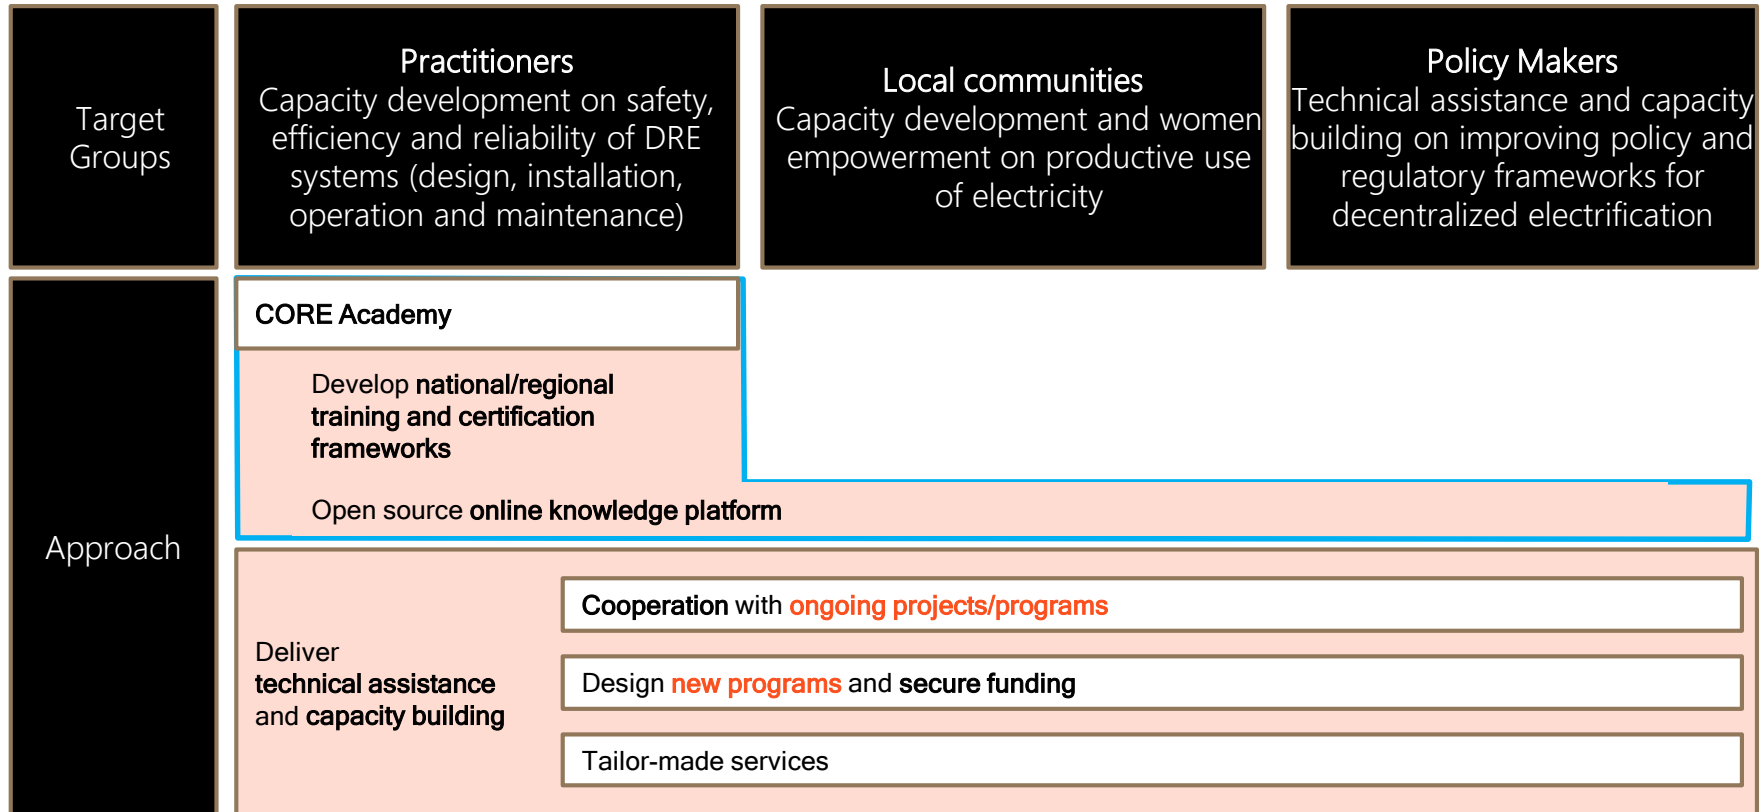 Target
Groups
Practitioners
Capacity development on safety,
efficiency and reliability of DRE
systems (design, installation,
operation and maintenance)
Local communities
Capacity development and women
empowerment on productive use
of electricity
Policy Makers
Technical assistance and capacity
building on improving policy and
regulatory frameworks for
decentralized electrification
Approach
CORE Academy
Develop national/regional
training and certification
frameworks
Open source online knowledge platform
Deliver
technical assistance
and capacity building
Cooperation with ongoing projects/programs
Design new programs and secure funding
Tailor-made services